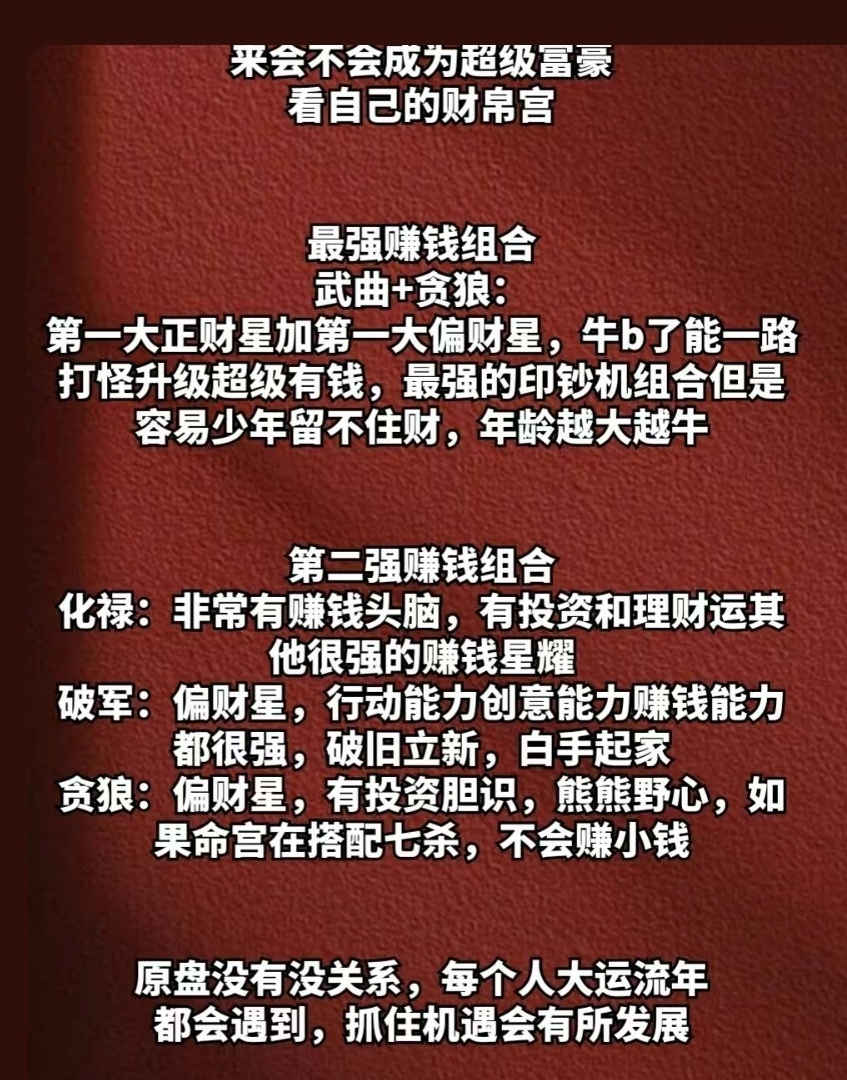 来会不会成为超级富豪
看自己的财帛宫
最强赚钱组合
武曲+贪狼：
第一大正财星加第一大偏财星，牛b了能一路
打怪升级超级有钱，最强的印钞机组合但是
容易少年留不住财，年龄越大越牛
第二强赚钱组合
化禄：非常有赚钱头脑，有投资和理财运其
他很强的赚钱星耀
破军：偏财星，行动能力创意能力赚钱能力
都很强，破旧立新，白手起家
贪狼：偏财星，有投资胆识，熊熊野心，如
果命宫在搭配七杀，不会赚小钱
原盘没有没关系，每个人大运流年
都会遇到，抓住机遇会有所发展